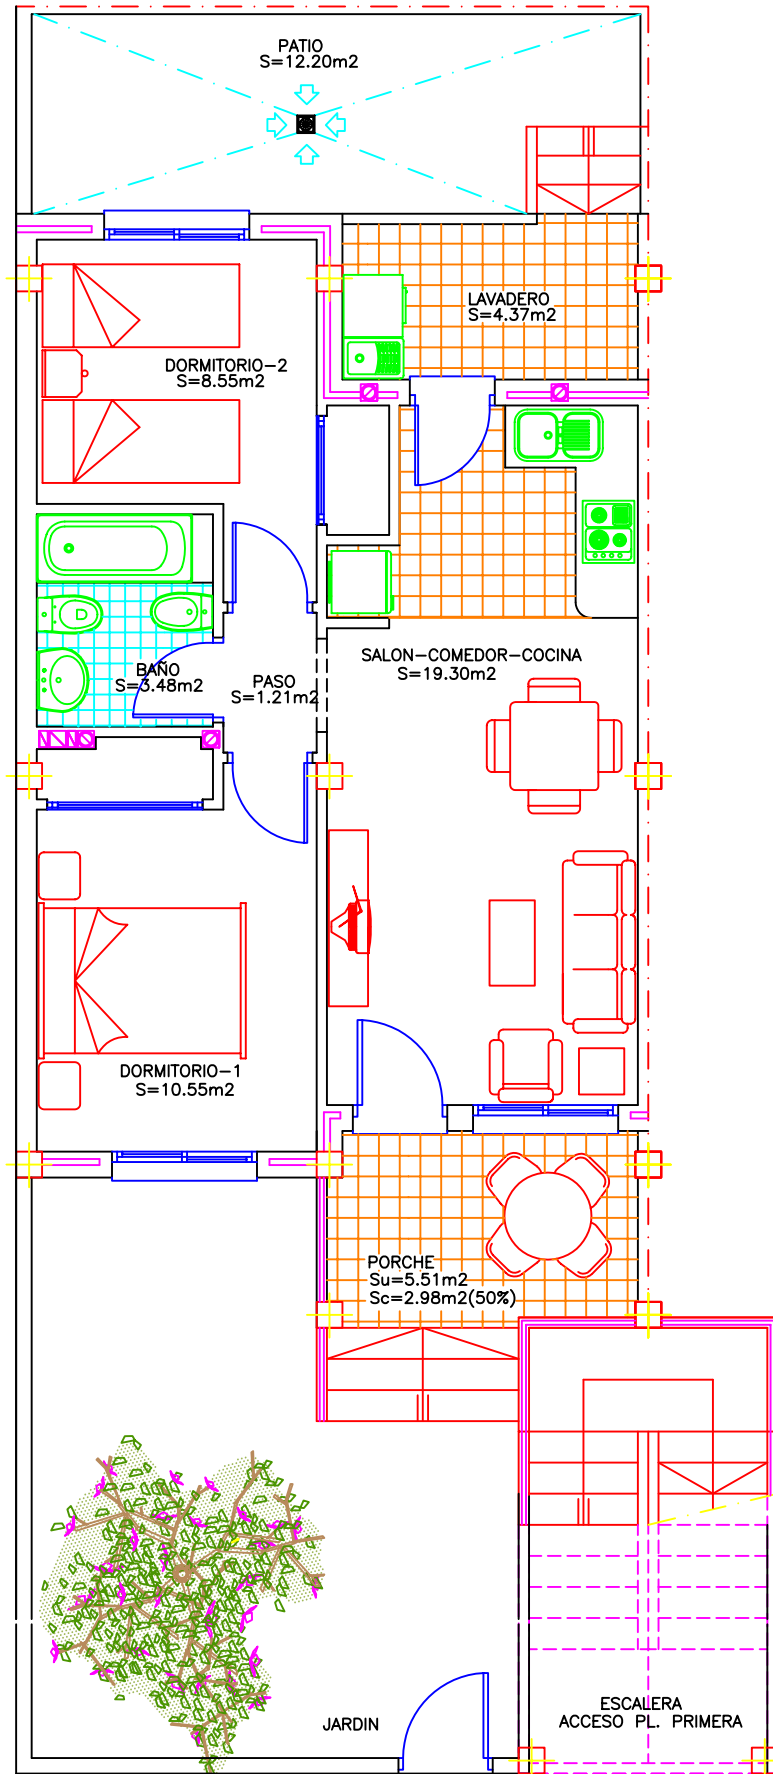 PATIO
S=12.20m2
LAVADERO
S=4.37m2
DORMITORIO-2
S=8.55m2
SALON-COMEDOR-COCINA
S=19.30m2
BAÑO
S=3.48m2
PASO
S=1.21m2
DORMITORIO-1
S=10.55m2
PORCHE
Su=5.51m2
Sc=2.98m2(50%)
JARDIN
ESCALERA
ACCESO PL. PRIMERA